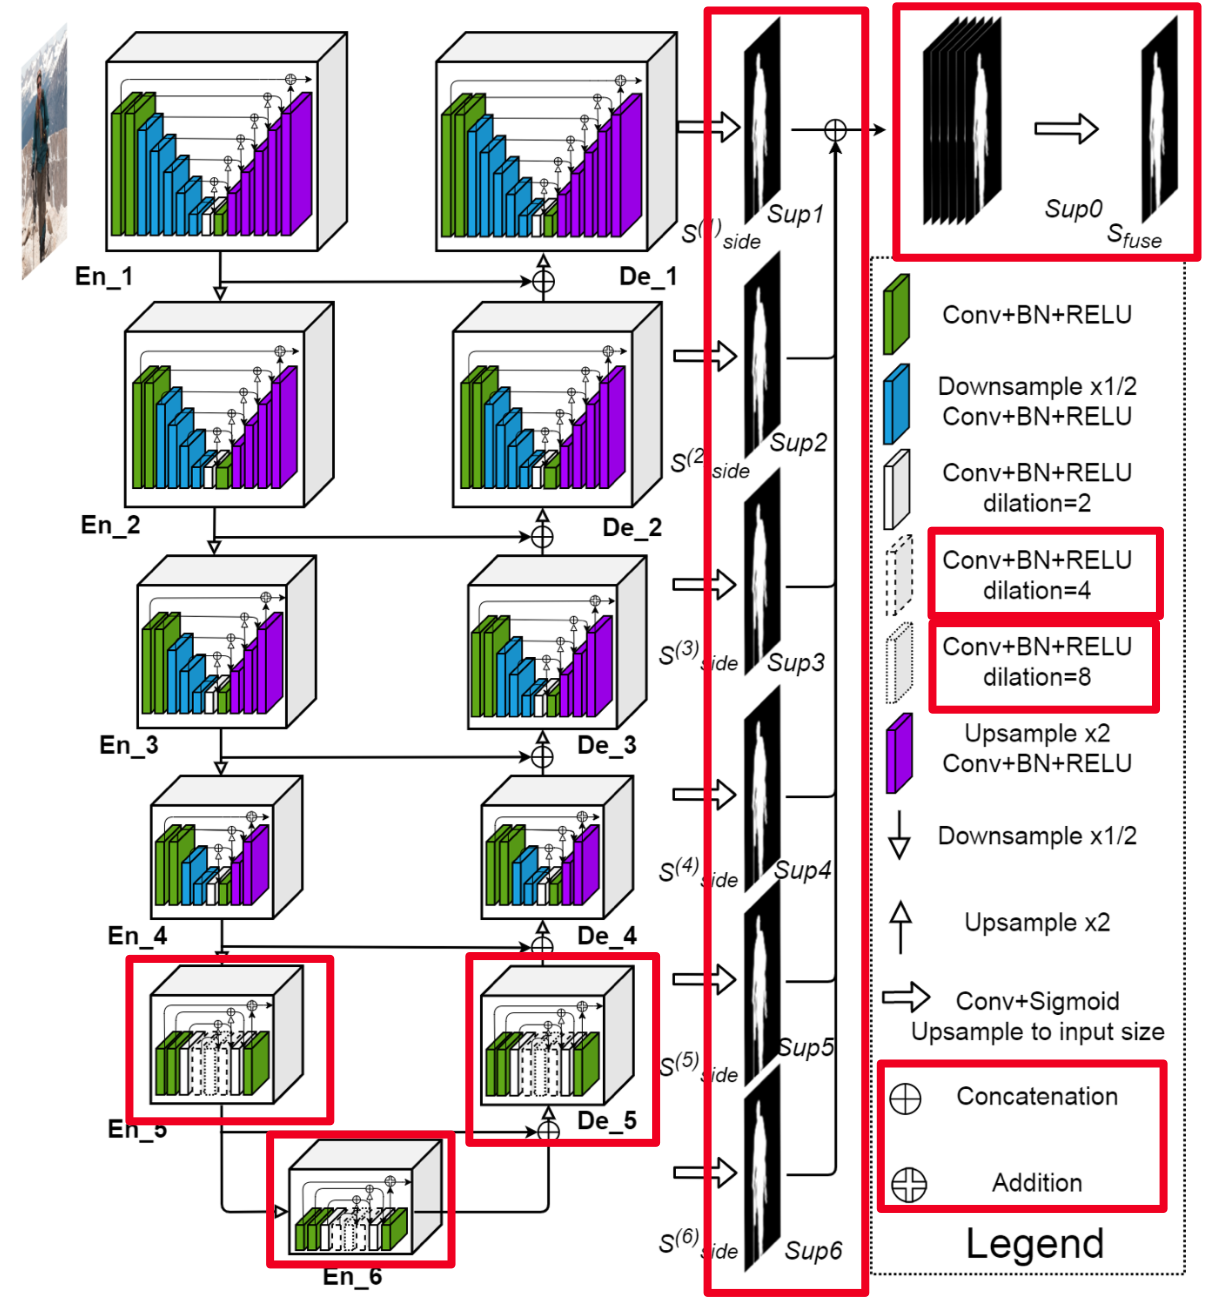 En_1
De_1
S(1)side
Sup1
Sup0
Sfuse
En_2
De_2
S(2)side
Sup2
En_3
De_3
S(3)side
Sup3
En_4
De_4
S(4)side
Sup4
En_5
De_5
S(5)side
Sup5
En_6
S(6)side
Sup6
Conv+BN+RELU
Downsample x1/2
Conv+BN+RELU
Conv+BN+RELU
dilation=2
Conv+BN+RELU
dilation=4
Conv+BN+RELU
dilation=8
Upsample x2
Conv+BN+RELU
Downsample x1/2
Upsample x2
Conv+Sigmoid
Upsample to input size
Concatenation
Addition
Legend